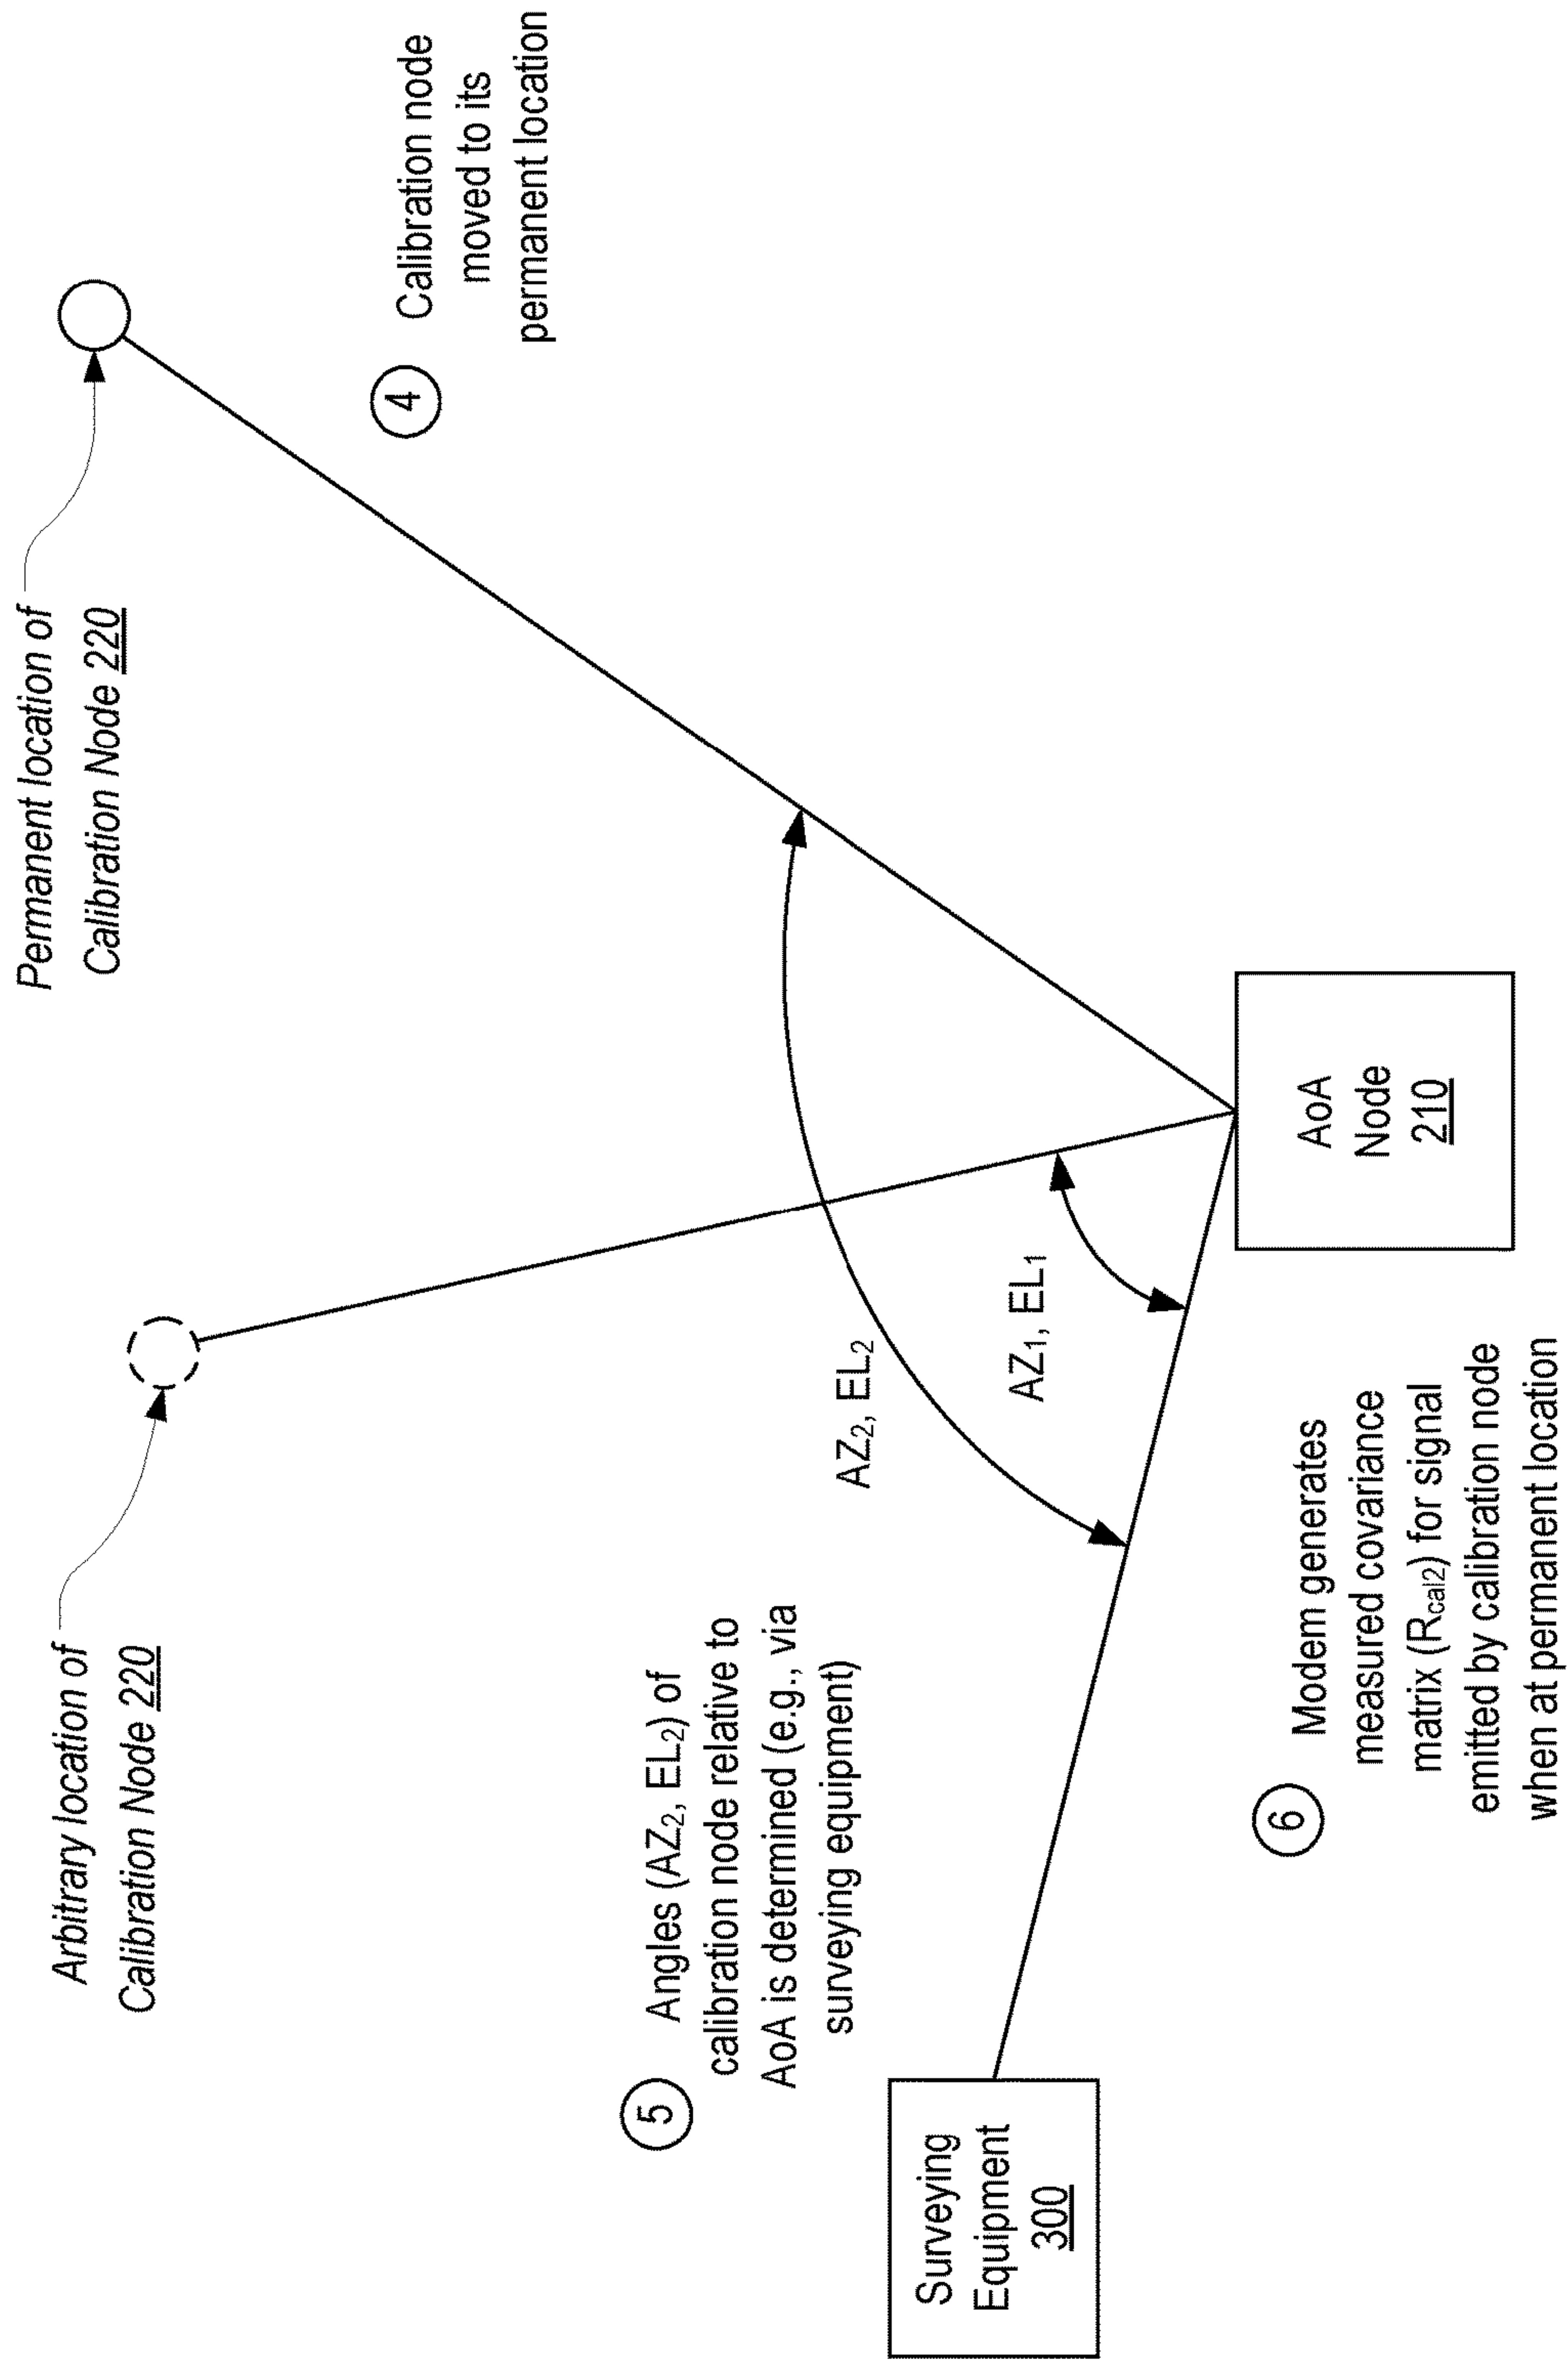 Arbitrary location of
Calibration Node 220
Permanent location of
Calibration Node 220
4
Calibration node
moved to its
permanent location
5
Angles (AZ2, EL2) of
calibration node relative to
AoA is determined (e.g., via
surveying equipment)
AZ2, EL2
AZ1, EL1
Surveying
Equipment
300
AoA
Node
210
6
Modem generates
measured covariance
matrix (Rcal2) for signal
emitted by calibration node
when at permanent location